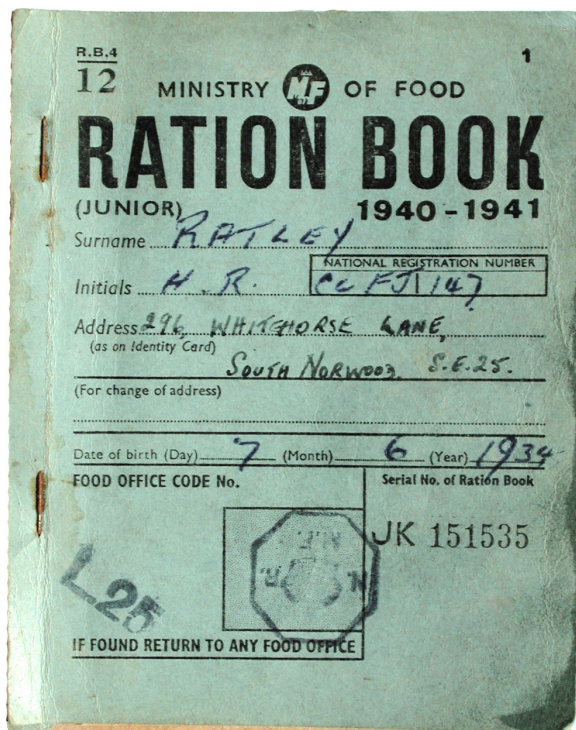 R.B.4
12
1
MINISTRY MF OF FOOD
RATION BOOK
(JUNIOR) 1940-1941
Surname RATLEY
NATIONAL REGISTRATION NUMBER
Initials H. R. CCFJ 147
Address 296, WHITEHORSE LANE,
(as on Identity Card)
SOUTH NORWOOD. S.E.25.
(For change of address)
Date of birth (Day) 7 (Month) 6 (Year) 1934
FOOD OFFICE CODE No.
Serial No. of Ration Book
JK 151535
L.25
IF FOUND RETURN TO ANY FOOD OFFICE